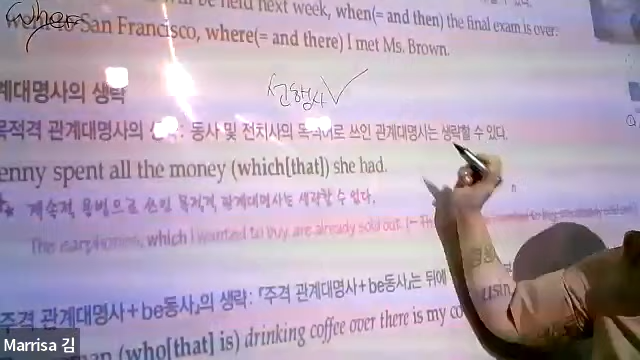 when
be held next week, when(= and then) the final exam is over.
San Francisco, where(= and there) I met Ms. Brown.
계대명사의 생략
선행사 ✓
목적격 관계대명사의 생략: 동사 및 전치사의 목적어로 쓰인 관계대명사는 생략할 수 있다.
enny spent all the money (which[that]) she had.
계속적 용법으로 쓰인 목적격 관계대명사는 생략할 수 없다.
The earphones, which I wanted to buy are already sold out.
주격 관계대명사+be동사』의 생략: 『주격 관계대명사+be동사』는 뒤에
man (who[that] is) drinking coffee over there is my cousin
Marrisa 김